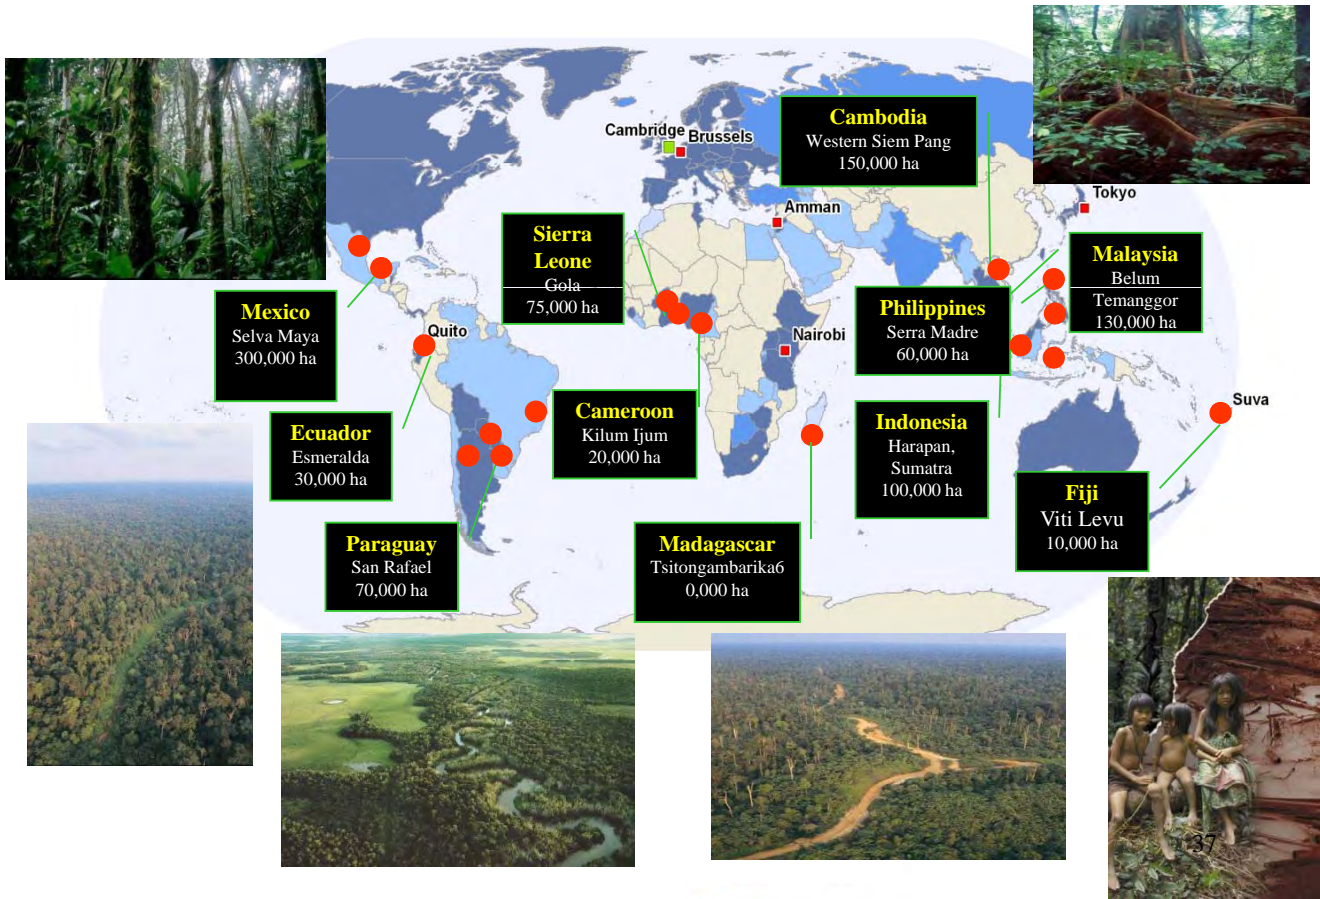 Cambodia
Western Siem Pang
150,000 ha
Cambridge
Brussels
Tokyo
Amman
Sierra
Leone
Gola
75,000 ha
Malaysia
Belum
Temanggor
130,000 ha
Mexico
Selva Maya
300,000 ha
Quito
Philippines
Serra Madre
60,000 ha
Nairobi
Suva
Ecuador
Esmeralda
30,000 ha
Cameroon
Kilum Ijum
20,000 ha
Indonesia
Harapan,
Sumatra
100,000 ha
Fiji
Viti Levu
10,000 ha
Paraguay
San Rafael
70,000 ha
Madagascar
Tsitongambarika6
0,000 ha
37